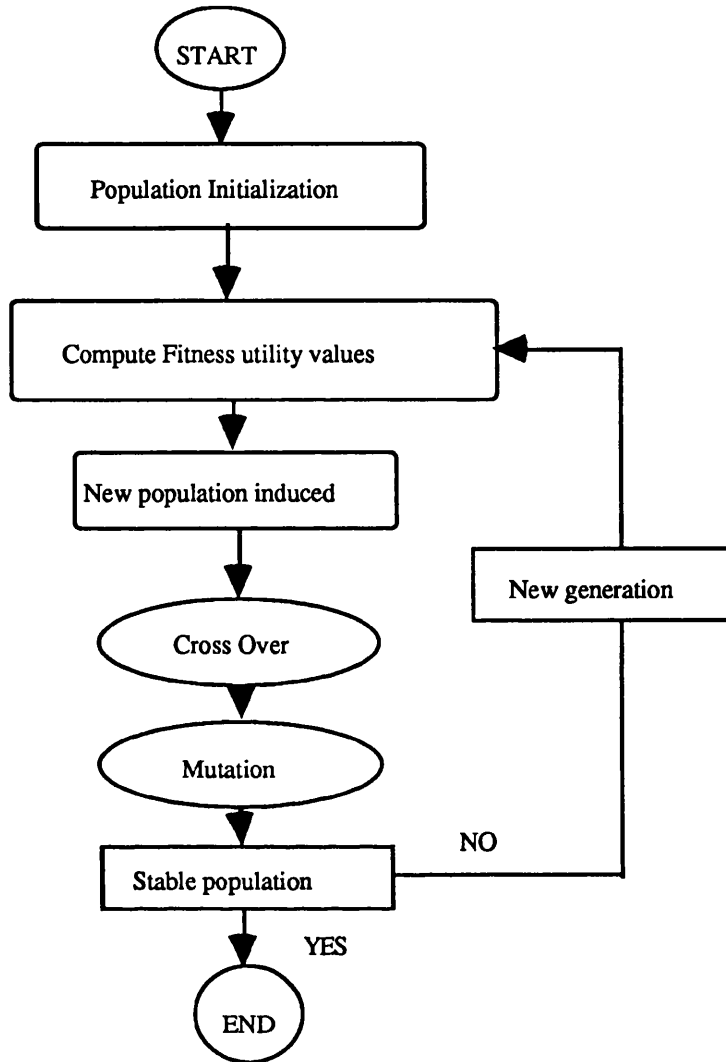 START
Population Initialization
Compute Fitness utility values
New population induced
New generation
Cross Over
Mutation
NO
Stable population
YES
END